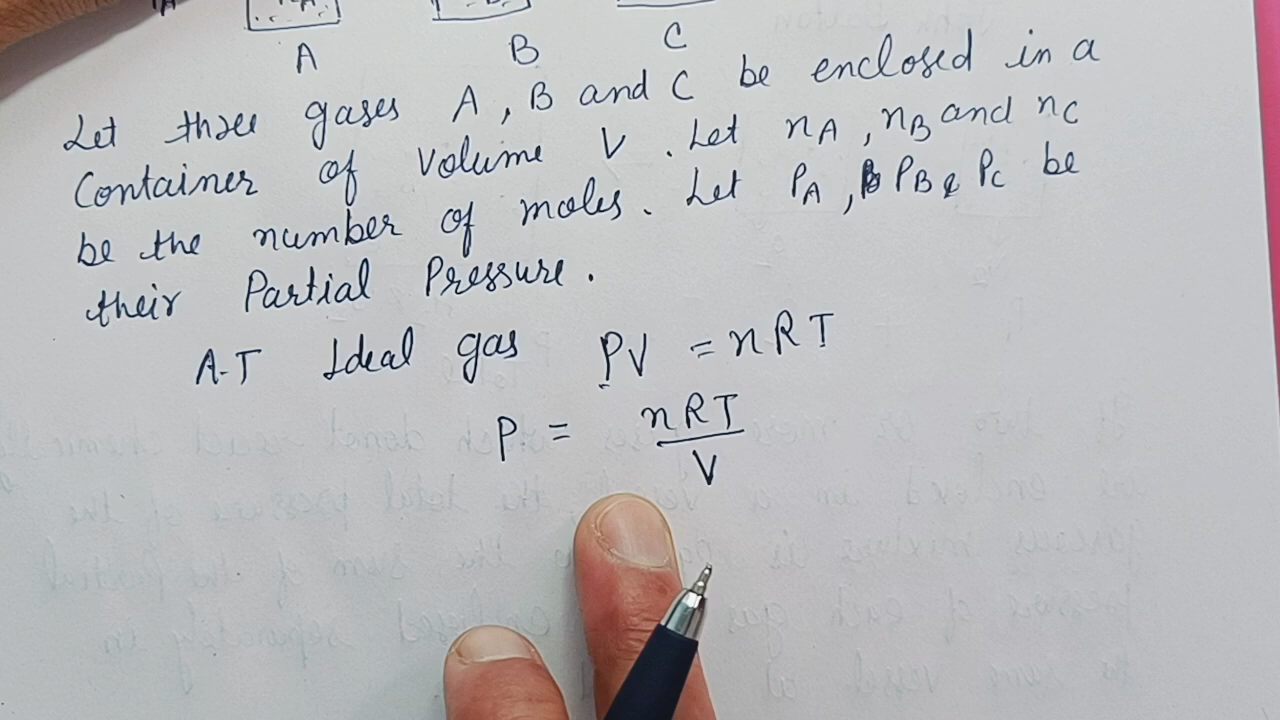 A B C
Let three gases A, B and C be enclosed in a
Container of Volume V. Let nA, nB and nC
be the number of moles. Let PA, PB & PC be
their Partial Pressure.
A.T Ideal gas PV = nRT
P = nRT/V